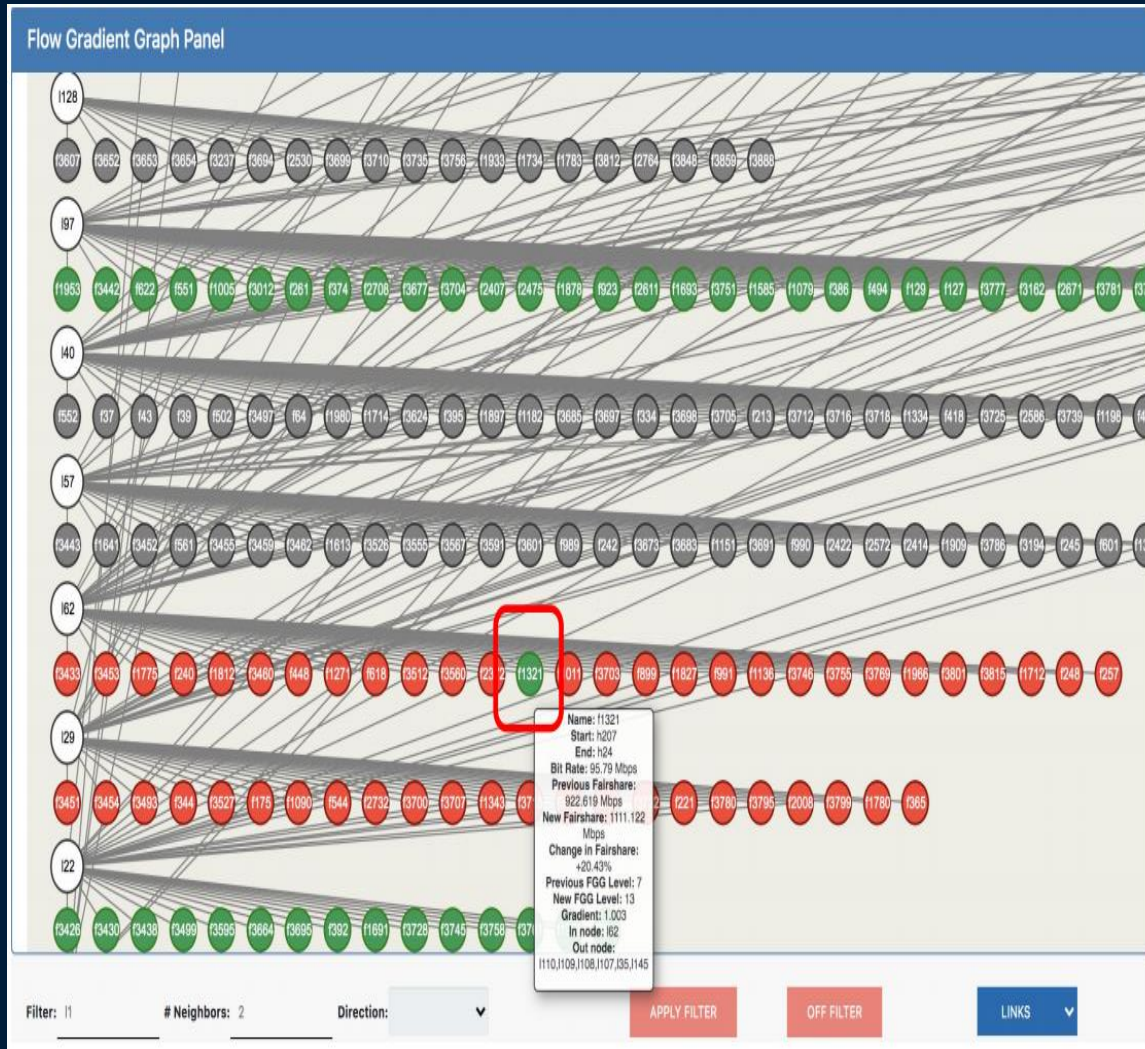 Flow Gradient Graph Panel
l128
f3607 f3652 f3653 f3654 f3237 f3694 f2530 f3699 f3710 f3735 f3756 f1933 f1734 f1783 f3812 f2764 f3848 f3859 f3888
l97
f1953 f3442 f622 f551 f1005 f3012 f261 f374 f2708 f3677 f3704 f2407 f2475 f1878 f923 f2611 f1693 f3751 f1585 f1079 f386 f494 f129 f127 f3777 f3162 f2671 f3781
l40
f552 f37 f43 f39 f502 f3497 f64 f1980 f1714 f3624 f395 f1897 f1182 f3685 f3697 f334 f3698 f3705 f213 f3712 f3716 f3718 f1334 f418 f3725 f2586 f3739 f1198
l57
f3443 f1641 f3452 f561 f3455 f3459 f3462 f1613 f3526 f3555 f3567 f3591 f3601 f989 f242 f3673 f3683 f1151 f3691 f990 f2422 f2572 f2414 f1909 f3786 f3194 f245 f601
l62
f3433 f3453 f1775 f240 f1812 f3460 f448 f1271 f618 f3512 f3560 f1321 f3703 f899 f1827 f991 f1136 f3746 f3755 f3769 f1966 f3801 f3815 f1712 f248 f257
l29
f3451 f3454 f3493 f344 f3527 f175 f1090 f544 f2732 f3700 f3707 f1343 f221 f3780 f3795 f2008 f3799 f1780 f365
l22
f3426 f3430 f3438 f3499 f3595 f3664 f3695 f392 f1691 f3728 f3745 f3758
Name: f1321
Start: h207
End: h24
Bit Rate: 95.79 Mbps
Previous Fairshare:
922.619 Mbps
New Fairshare: 1111.122
Mbps
Change in Fairshare:
+20.43%
Previous FGG Level: 7
New FGG Level: 13
Gradient: 1.003
In node: l62
Out node:
l110,l109,l108,l107,l35,l145
Filter: l1 # Neighbors: 2 Direction: APPLY FILTER OFF FILTER LINKS